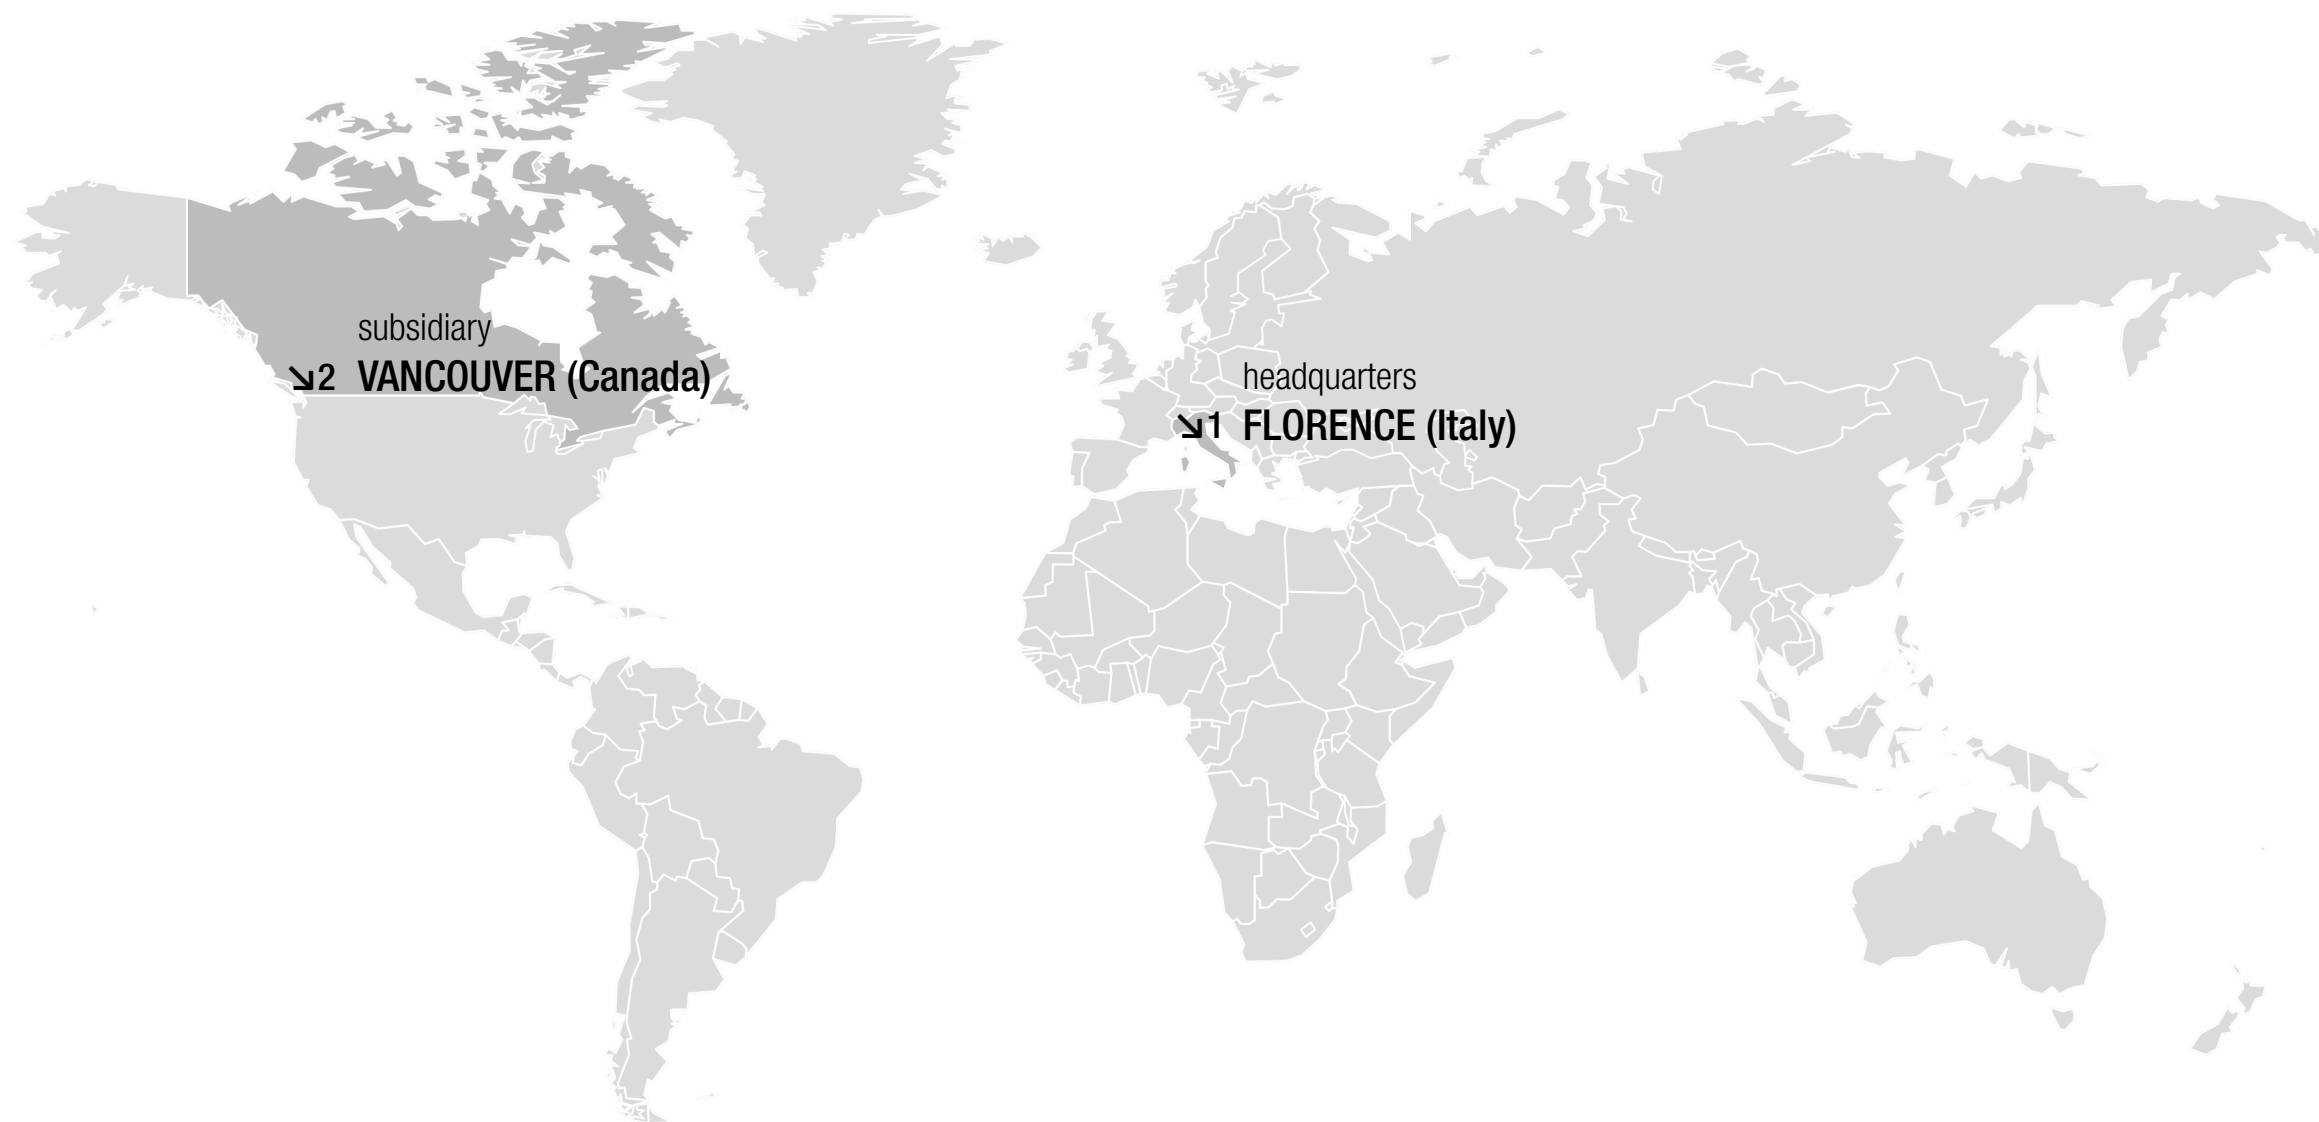 subsidiary
↘2 VANCOUVER (Canada)
headquarters
↘1 FLORENCE (Italy)